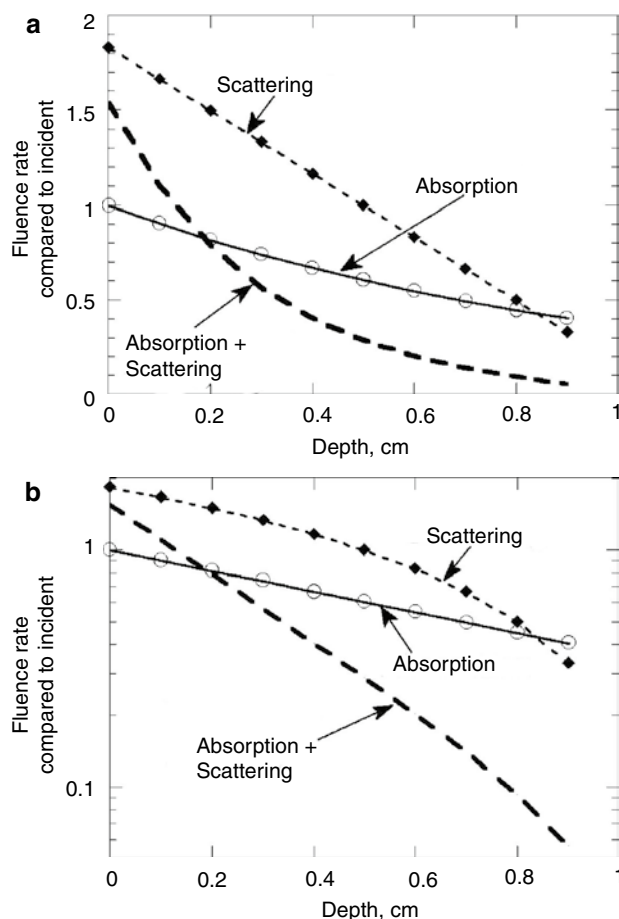 a
2
Scattering
1.5
Absorption
1
0.5
Absorption +
Scattering
0
0
0.2
0.4
0.6
0.8
1
Depth, cm
Fluence rate
compared to incident
b
Scattering
1
Absorption
Absorption +
Scattering
0.1
0
0.2
0.4
0.6
0.8
1
Depth, cm
Fluence rate
compared to incident